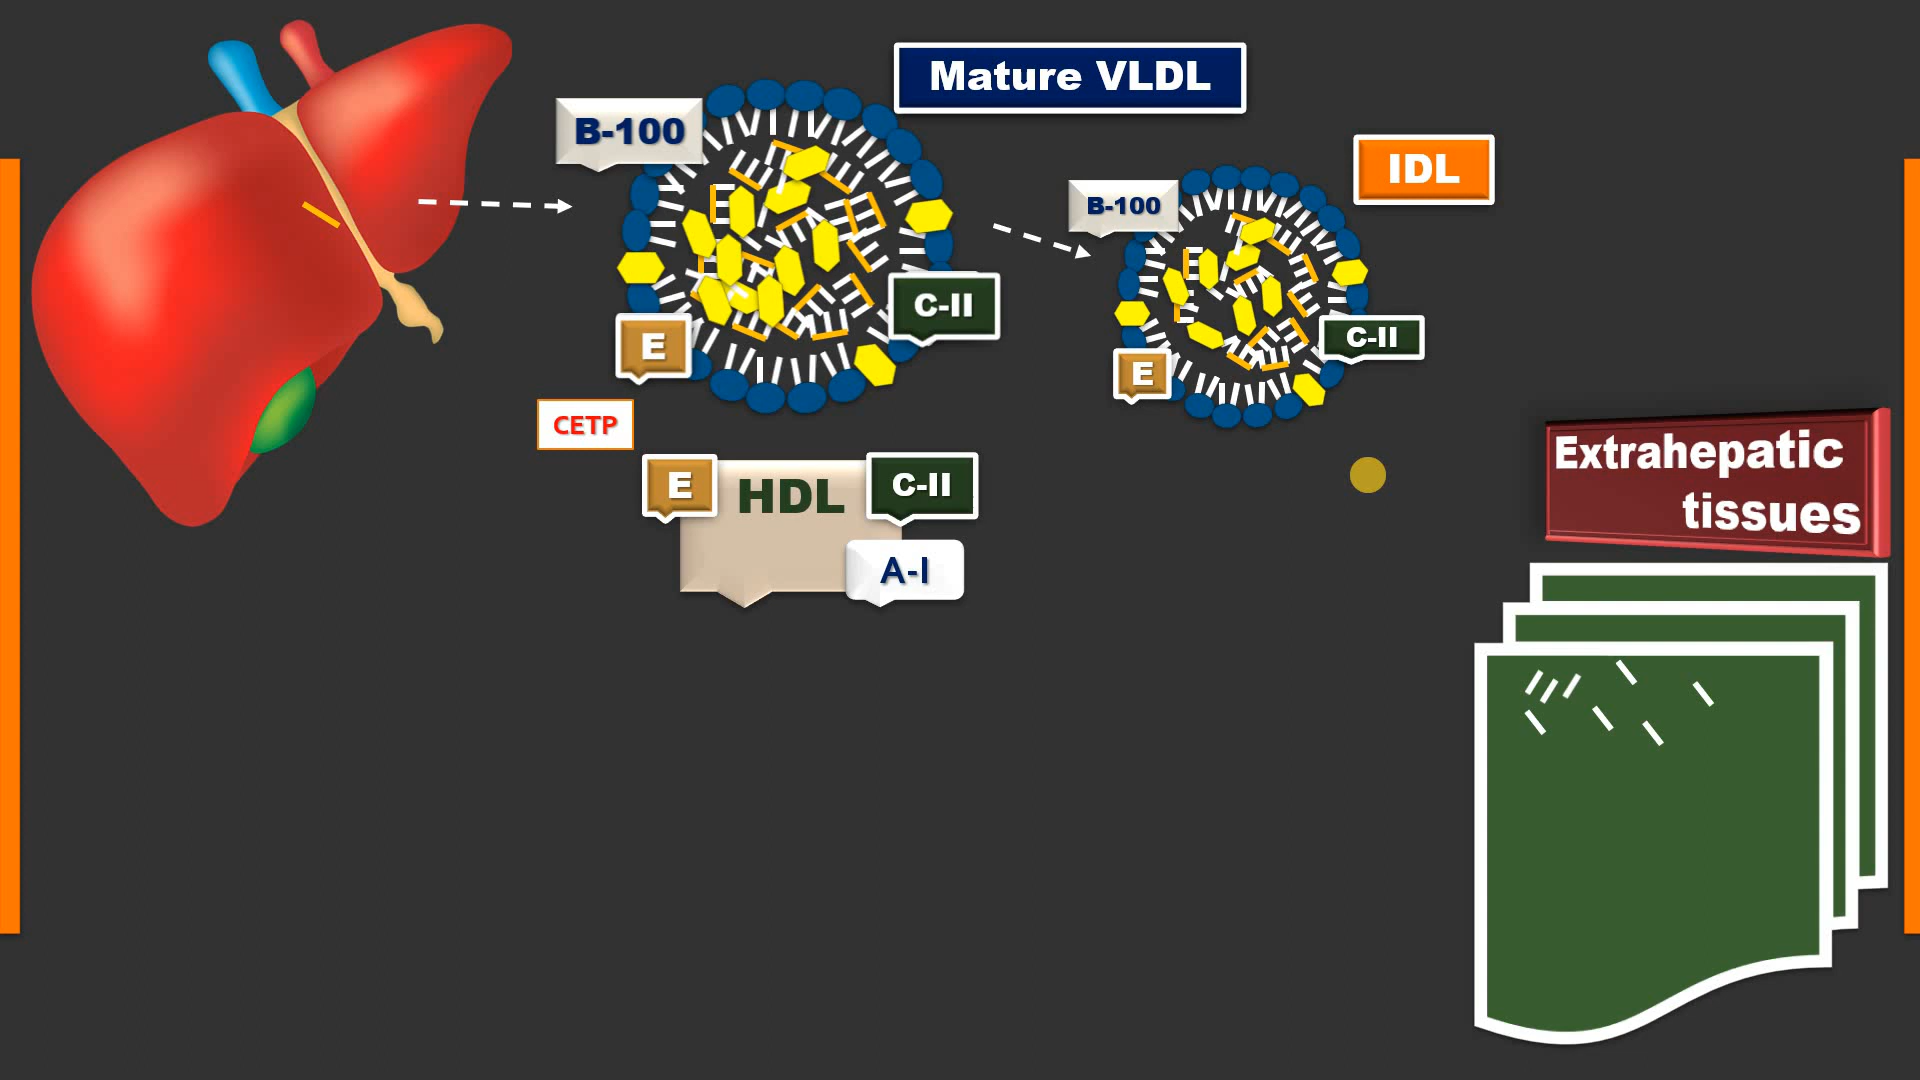 Mature VLDL
B-100
IDL
B-100
C-II
E
C-II
E
CETP
E
HDL
C-II
A-I
Extrahepatic
tissues